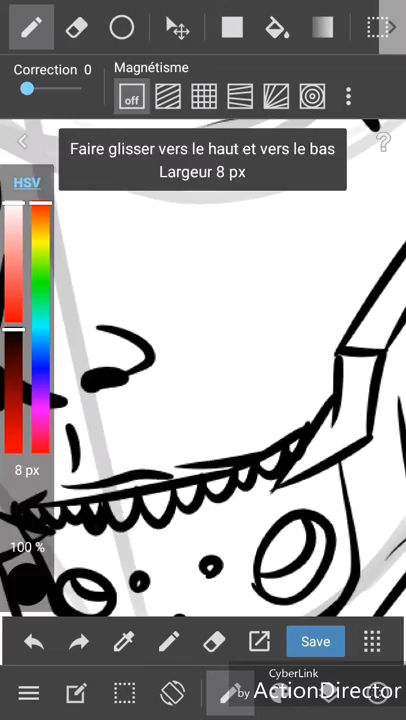 Correction 0
Magnétisme
off
Faire glisser vers le haut et vers le bas
Largeur 8 px
?
HSV
8 px
100 %
Save
CyberLink
by ActionDirector